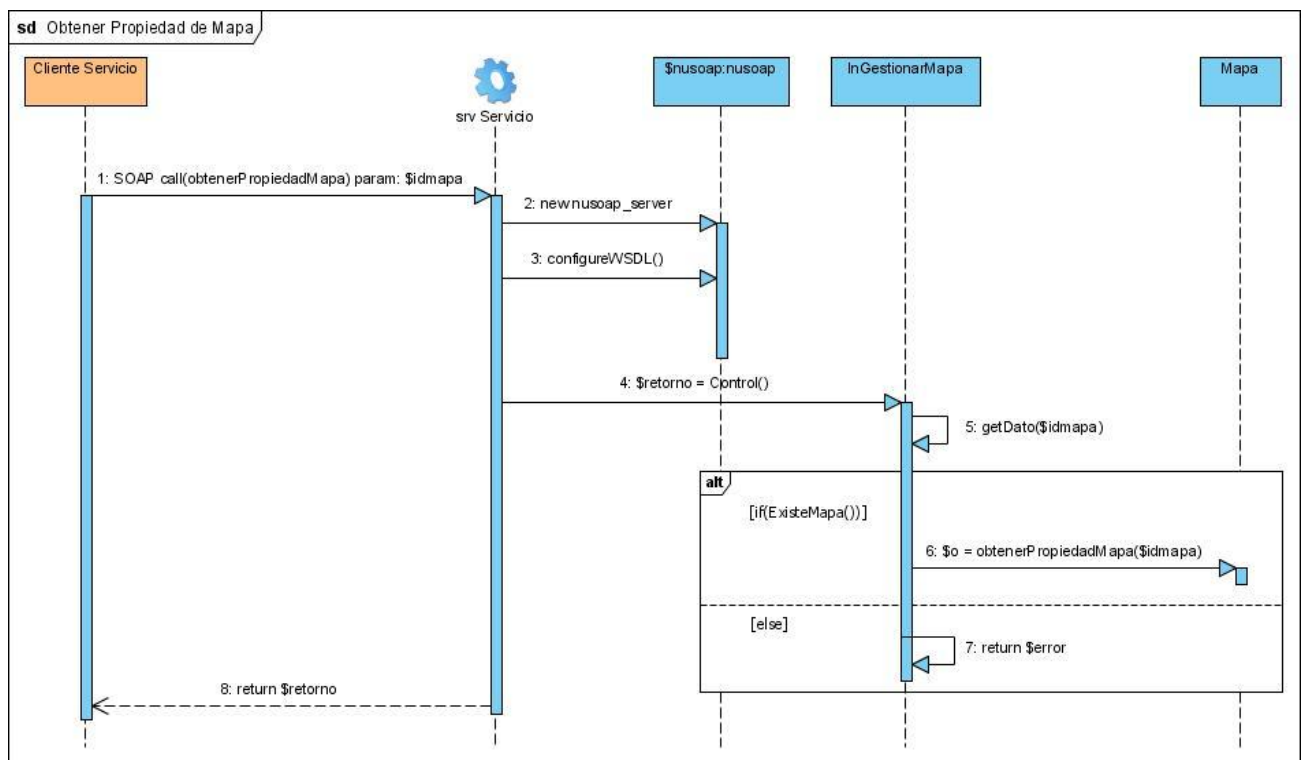 sd Obtener Propiedad de Mapa
Cliente Servicio
srv Servicio
$nusoap:nusoap
InGestionarMapa
Mapa
1: SOAP call(obtenerPropiedadMapa) param: $idmapa
2: new nusoap_server
3: configureWSDL()
4: $retorno = Control()
5: getDato($idmapa)
alt
[if(ExisteMapa())]
6: $o = obtenerPropiedadMapa($idmapa)
[else]
7: return $error
8: return $retorno